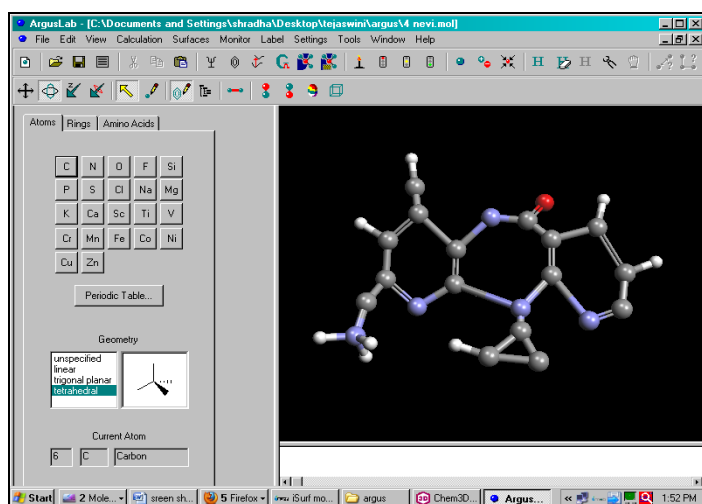 ArgusLab - [C:\Documents and Settings\shradha\Desktop\tejaswini\argus\4 nevi.mol]
File Edit View Calculation Surfaces Monitor Label Settings Tools Window Help
H H
Atoms Rings Amino Acids
C N O F Si
P S Cl Na Mg
K Ca Sc Ti V
Cr Mn Fe Co Ni
Cu Zn
Periodic Table...
Geometry
unspecified
linear
trigonal planar
tetrahedral
Current Atom
6 C Carbon
Start 2 Mole... sreen sh... 5 Firefox iSurf mo... argus Chem3D... Argus... « 1:52 PM